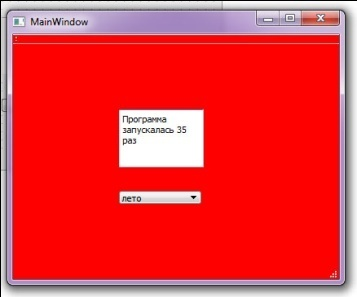 MainWindow
Программа
запускалась 35
раз
лето